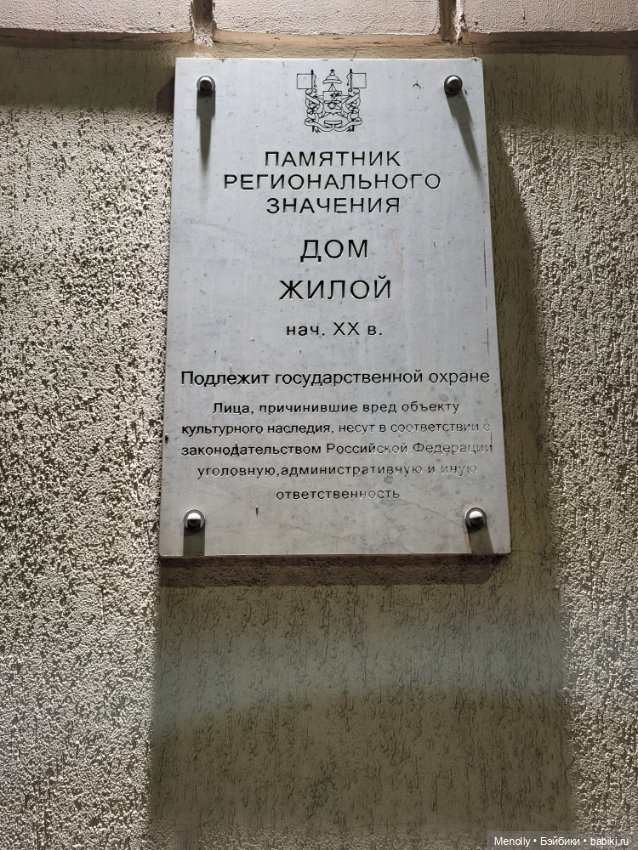 ПАМЯТНИК
РЕГИОНАЛЬНОГО
ЗНАЧЕНИЯ
ДОМ
ЖИЛОЙ
нач. XX в.
Подлежит государственной охране
Лица, причинившие вред объекту
культурного наследия, несут в соответствии с
законодательством Российской Федерации
уголовную,административную и иную
ответственность
Menolly • Бэйбики • babiki.ru